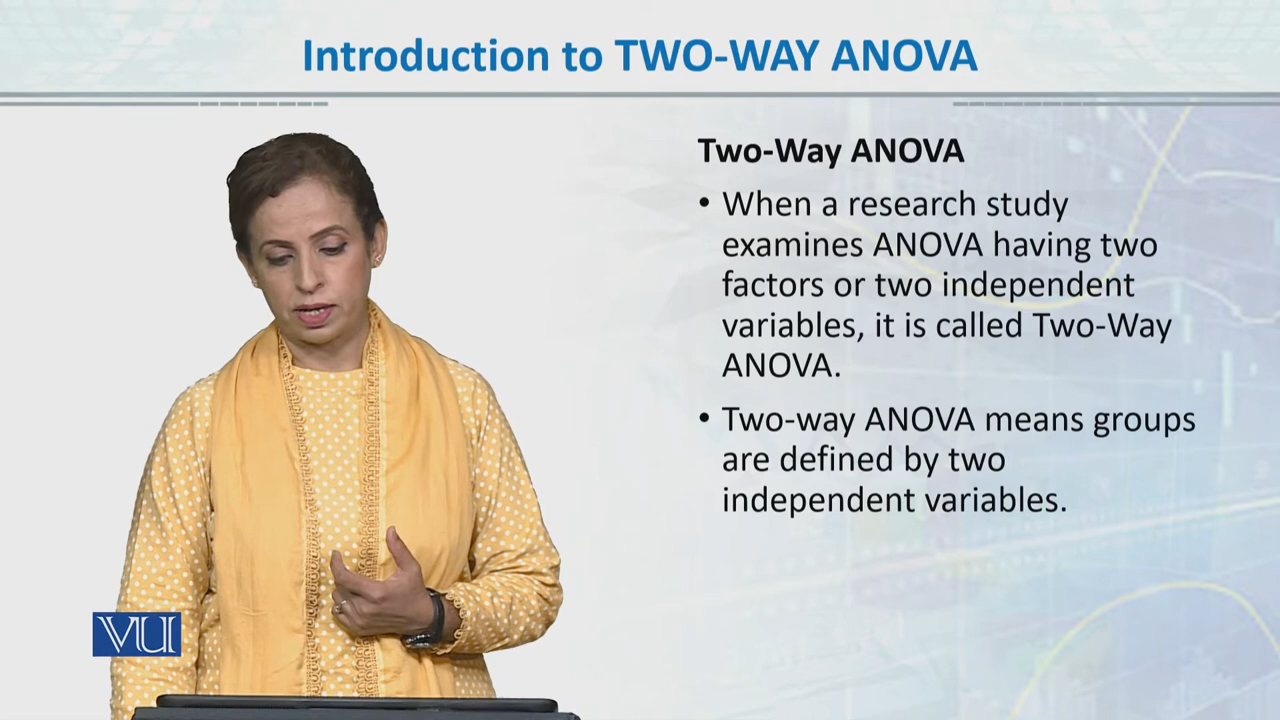 Introduction to TWO-WAY ANOVA
Two-Way ANOVA
• When a research study
examines ANOVA having two
factors or two independent
variables, it is called Two-Way
ANOVA.
• Two-way ANOVA means groups
are defined by two
independent variables.
VU